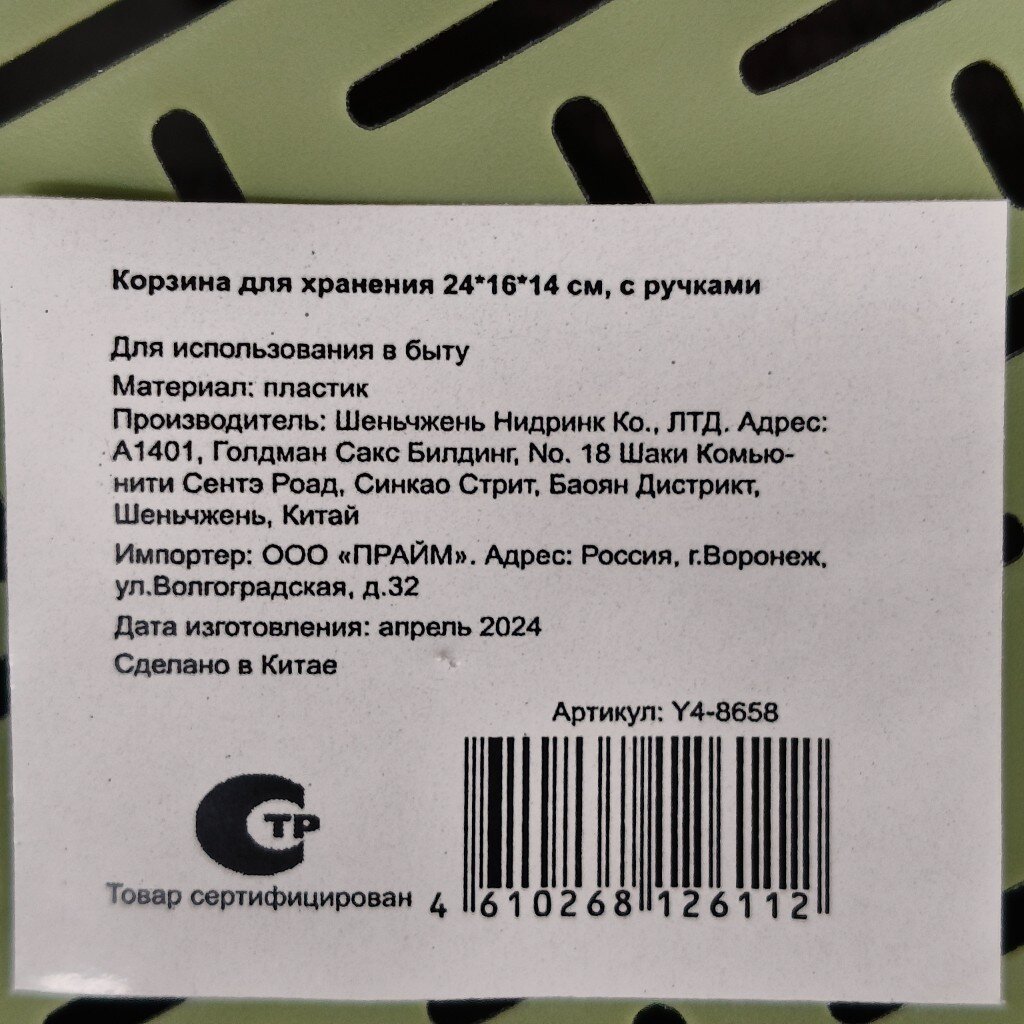 Корзина для хранения 24*16*14 см, с ручками
Для использования в быту
Материал: пластик
Производитель: Шеньчжень Нидринк Ко., ЛТД. Адрес:
А1401, Голдман Сакс Билдинг, No. 18 Шаки Комью-
нити Сентэ Роад, Синкао Стрит, Баоян Дистрикт,
Шеньчжень, Китай
Импортер: ООО «ПРАЙМ». Адрес: Россия, г.Воронеж,
ул.Волгоградская, д.32
Дата изготовления: апрель 2024
Сделано в Китае
Артикул: Y4-8658
СТР
Товар сертифицирован
4 610268 126112